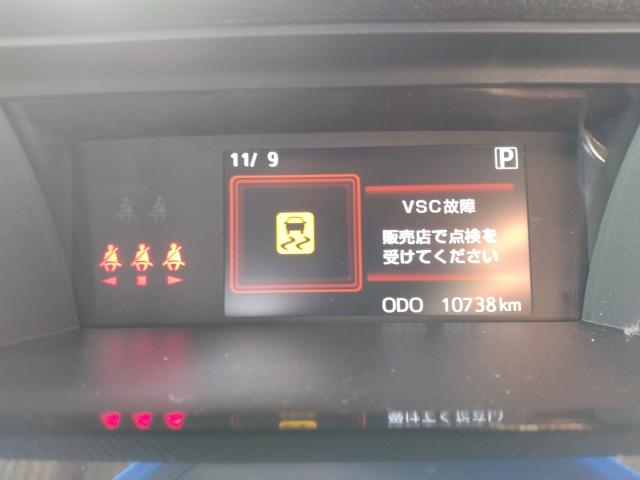 11/ 9
P
VSC故障
販売店で点検を
受けてください
ODO 10738km
PASSENGER